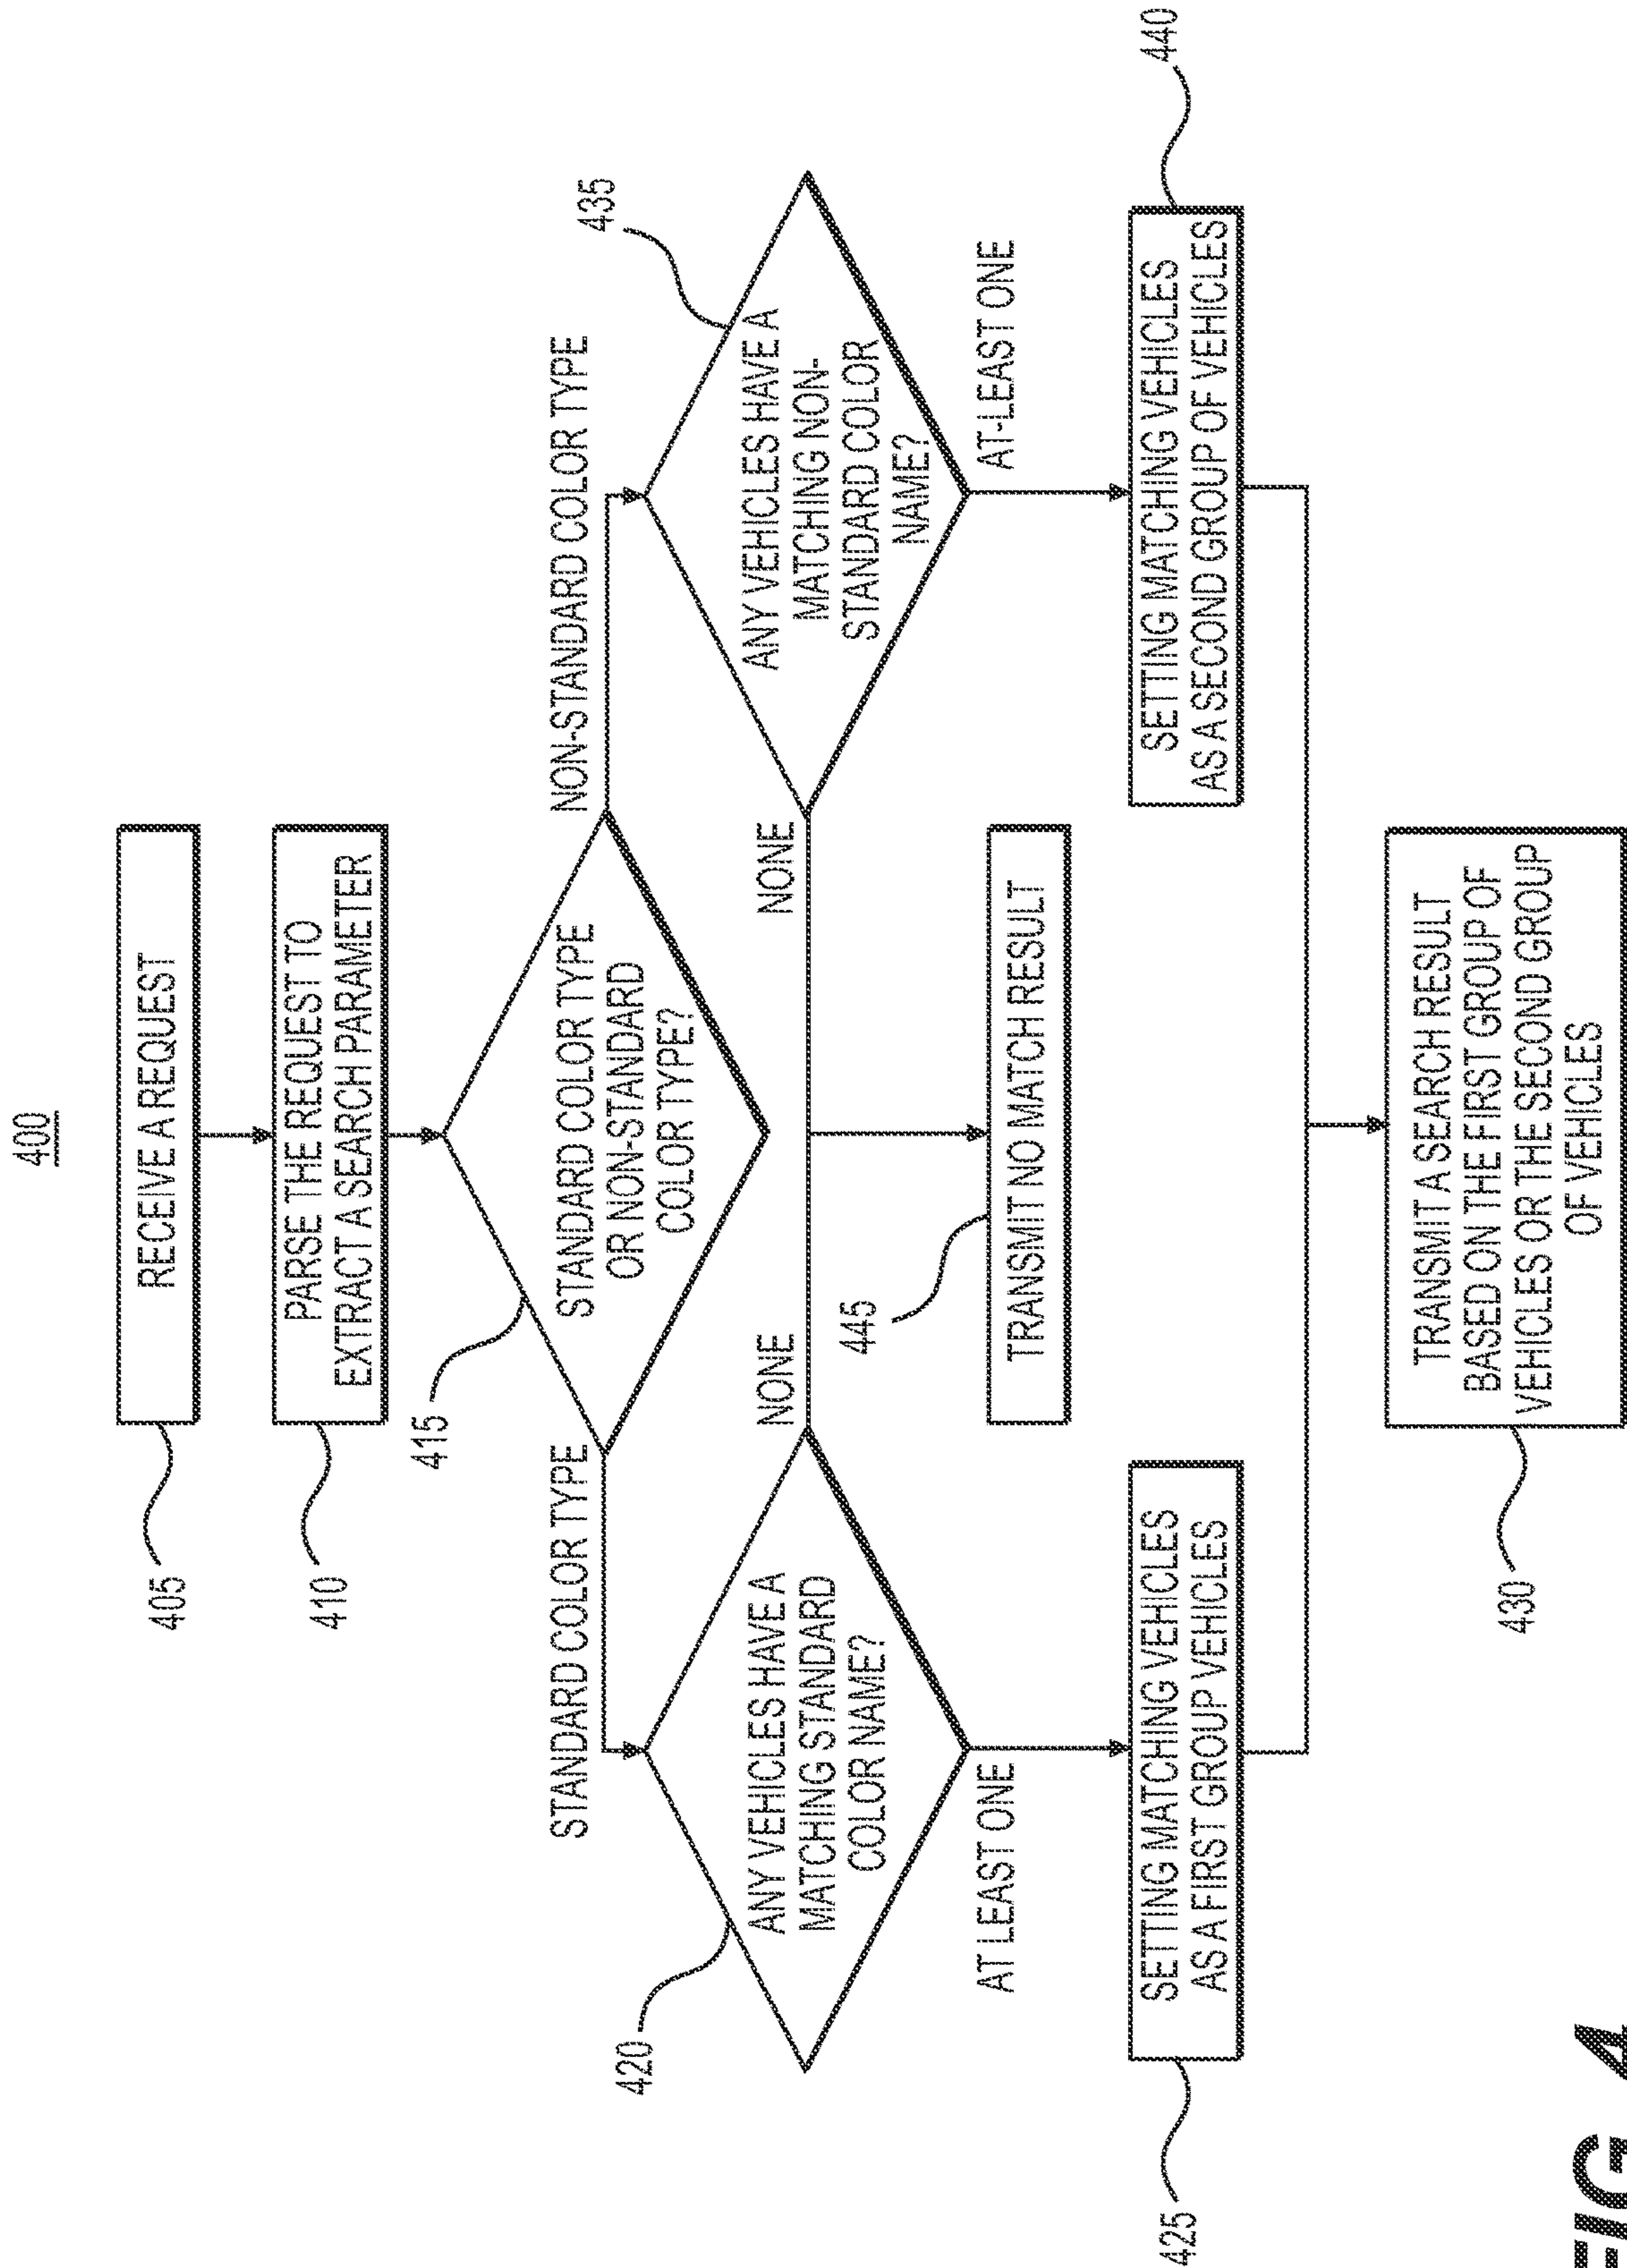 400
RECEIVE A REQUEST
405
PARSE THE REQUEST TO
EXTRACT A SEARCH PARAMETER
410
415
STANDARD COLOR TYPE
OR NON-STANDARD
COLOR TYPE?
STANDARD COLOR TYPE
NON-STANDARD COLOR TYPE
420
ANY VEHICLES HAVE A
MATCHING STANDARD
COLOR NAME?
NONE
NONE
435
ANY VEHICLES HAVE A
MATCHING NON-
STANDARD COLOR
NAME?
AT LEAST ONE
445
TRANSMIT NO MATCH RESULT
AT-LEAST ONE
425
SETTING MATCHING VEHICLES
AS A FIRST GROUP VEHICLES
SETTING MATCHING VEHICLES
AS A SECOND GROUP OF VEHICLES
440
430
TRANSMIT A SEARCH RESULT
BASED ON THE FIRST GROUP OF
VEHICLES OR THE SECOND GROUP
OF VEHICLES
FIG. 4